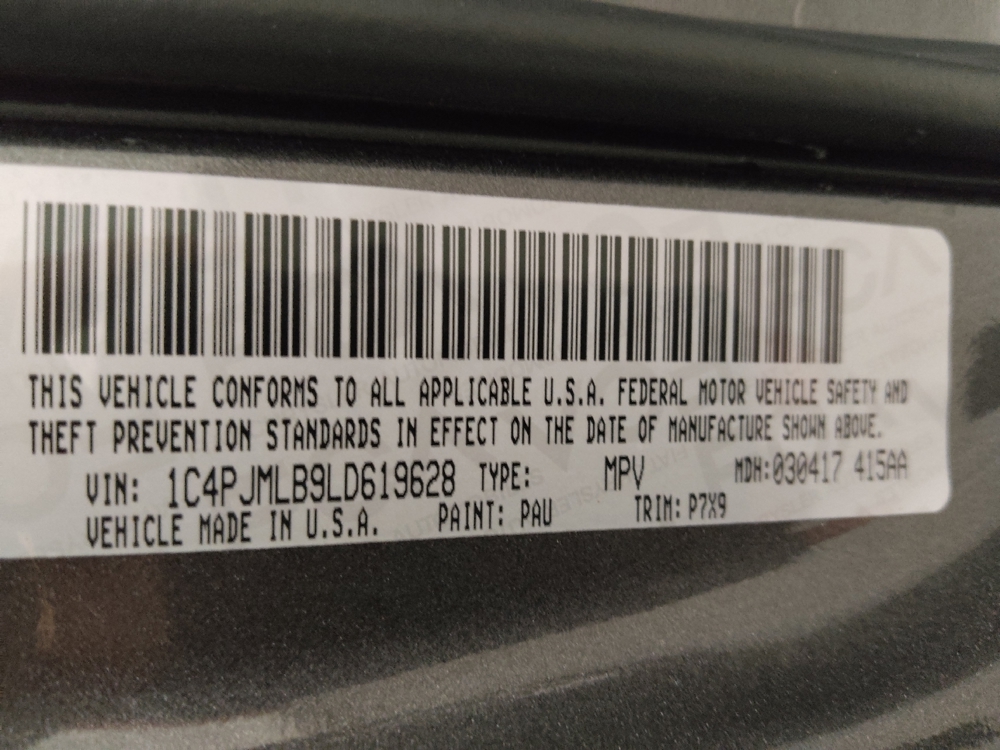 THIS VEHICLE CONFORMS TO ALL APPLICABLE U.S.A. FEDERAL MOTOR VEHICLE SAFETY AND
THEFT PREVENTION STANDARDS IN EFFECT ON THE DATE OF MANUFACTURE SHOWN ABOVE.
VIN: 1C4PJMLB9LD619628 TYPE: MPV MDH:030417 415AA
VEHICLE MADE IN U.S.A. PAINT: PAU TRIM: P7X9